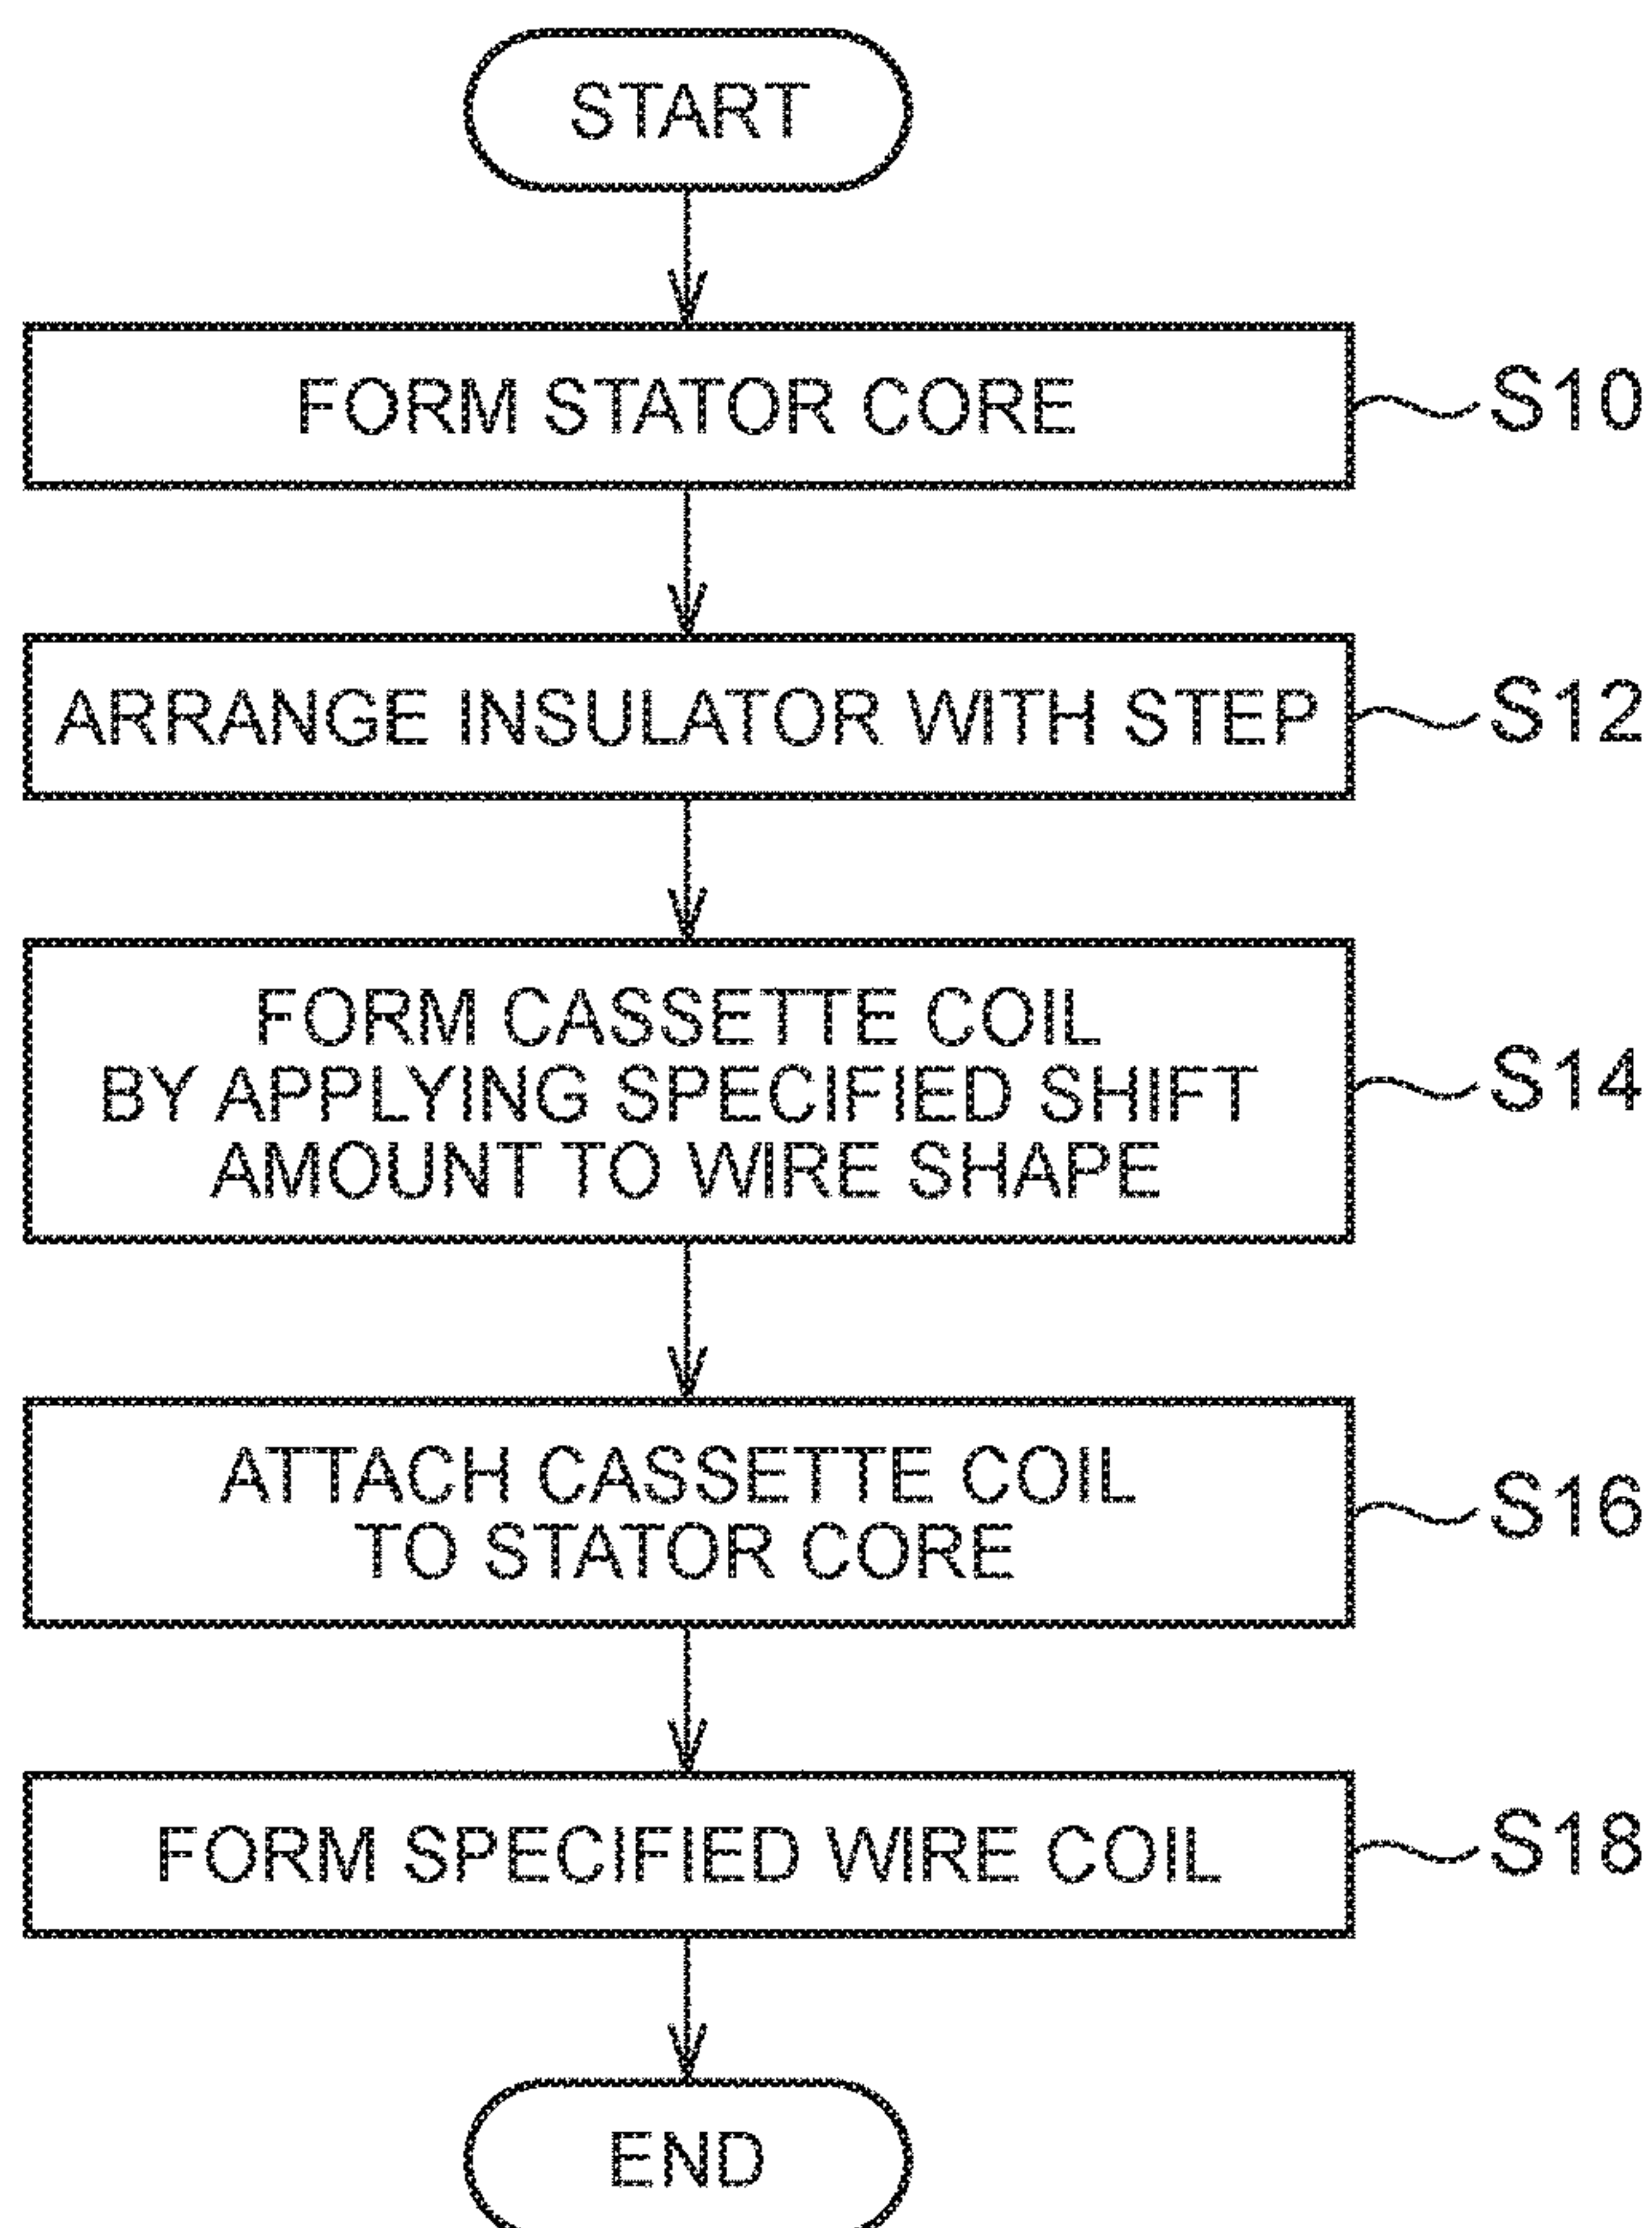 START
FORM STATOR CORE
S10
ARRANGE INSULATOR WITH STEP
S12
FORM CASSETTE COIL
BY APPLYING SPECIFIED SHIFT
AMOUNT TO WIRE SHAPE
S14
ATTACH CASSETTE COIL
TO STATOR CORE
S16
FORM SPECIFIED WIRE COIL
S18
END